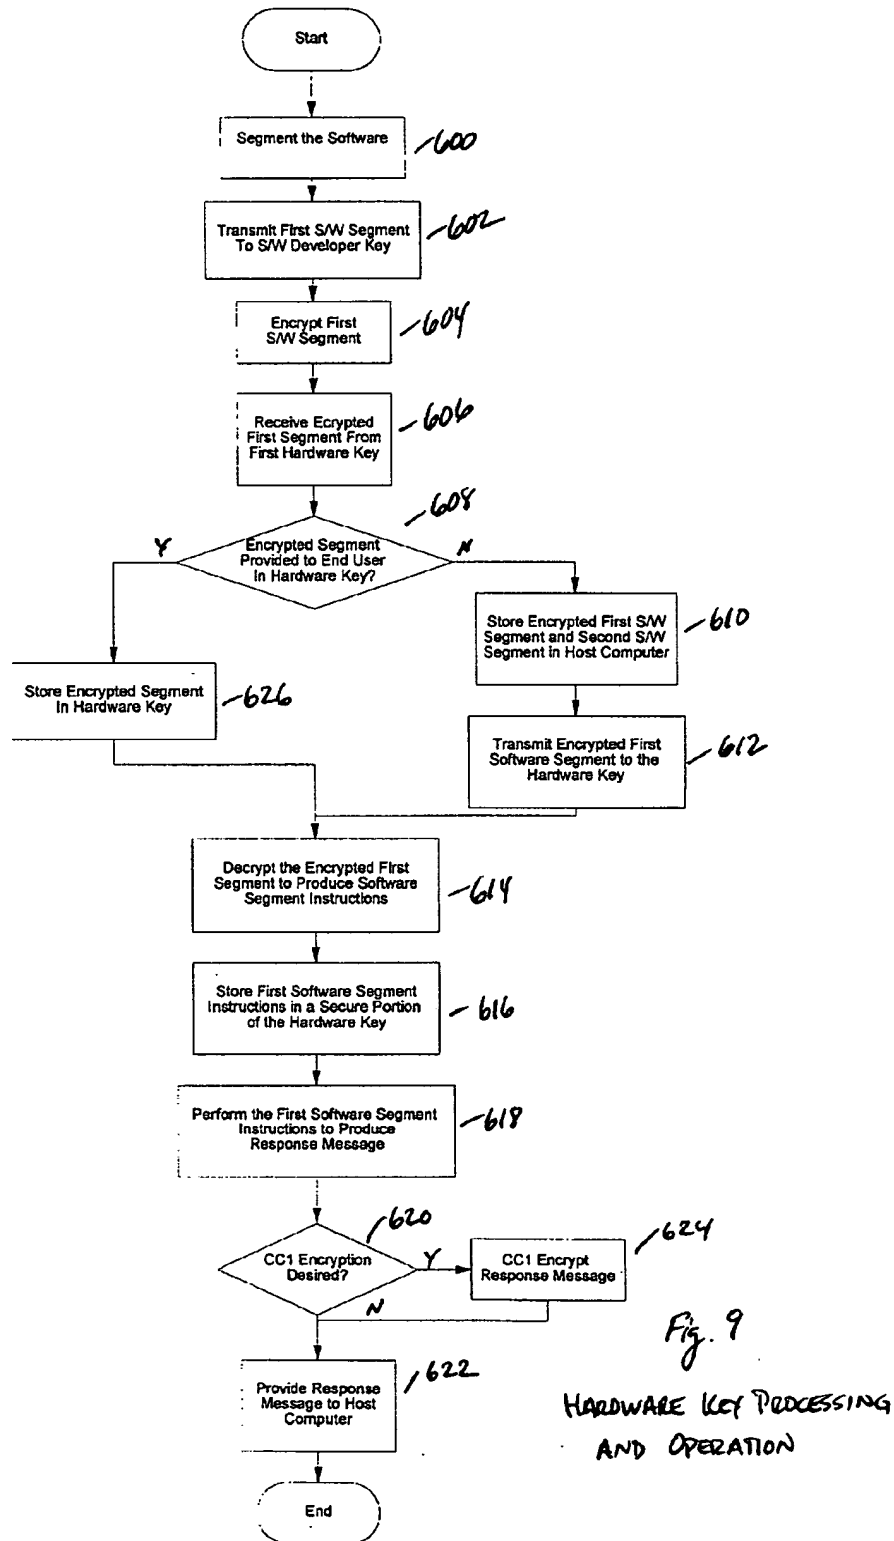 Start
Segment the Software
600
Transmit First S/W Segment
To S/W Developer Key
602
Encrypt First
S/W Segment
604
Receive Ecrypted
First Segment From
First Hardware Key
606
608
Y
Encrypted Segment
Provided to End User
In Hardware Key?
N
Store Encrypted First S/W
Segment and Second S/W
Segment in Host Computer
610
Store Encrypted Segment
In Hardware Key
626
Transmit Encrypted First
Software Segment to the
Hardware Key
612
Decrypt the Encrypted First
Segment to Produce Software
Segment Instructions
614
Store First Software Segment
Instructions in a Secure Portion
of the Hardware Key
616
Perform the First Software Segment
Instructions to Produce
Response Message
618
620
CC1 Encryption
Desired?
Y
CC1 Encrypt
Response Message
624
N
Provide Response
Message to Host
Computer
622
End
Fig. 9
HARDWARE KEY PROCESSING
AND OPERATION